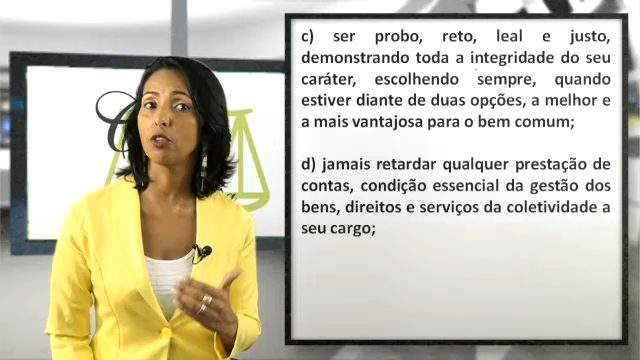 c) ser probo, reto, leal e justo,
demonstrando toda a integridade do seu
caráter, escolhendo sempre, quando
estiver diante de duas opções, a melhor e
a mais vantajosa para o bem comum;
d) jamais retardar qualquer prestação de
contas, condição essencial da gestão dos
bens, direitos e serviços da coletividade a
seu cargo;